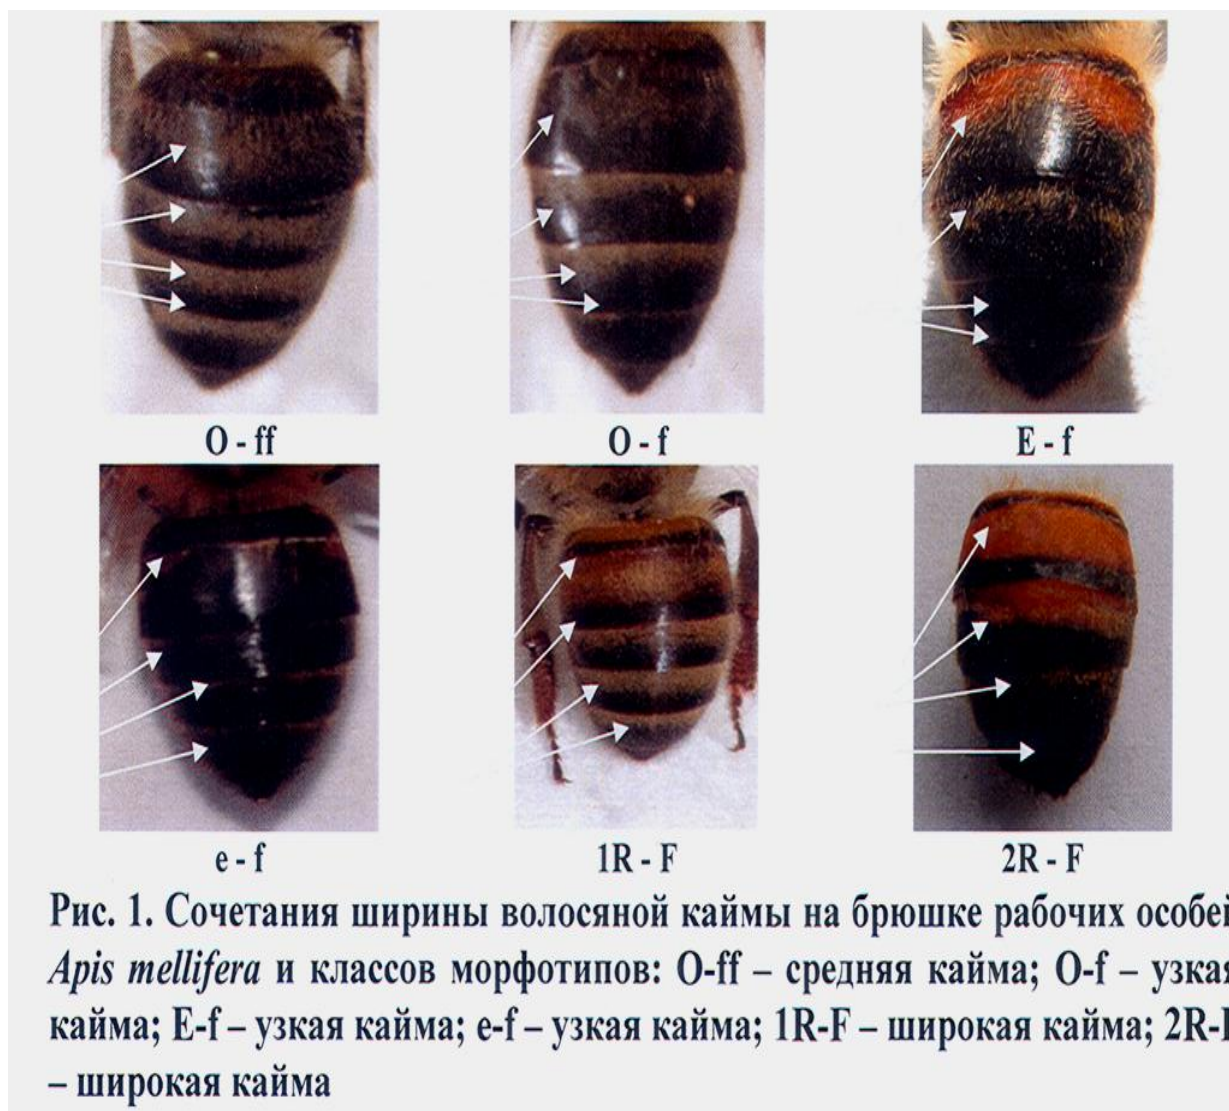 O - ff
O - f
E - f
e - f
1R - F
2R - F
Рис. 1. Сочетания ширины волосяной каймы на брюшке рабочих особей
Apis mellifera и классов морфотипов: O-ff – средняя кайма; O-f – узкая
кайма; E-f – узкая кайма; e-f – узкая кайма; 1R-F – широкая кайма; 2R-F
– широкая кайма